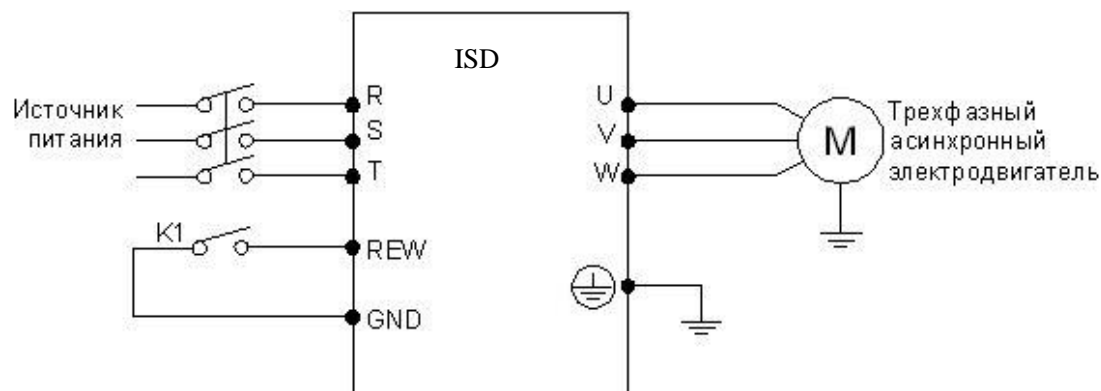 ISD
Источник
питания
R
S
T
K1
REW
GND
U
V
W
M
Трехфазный
асинхронный
электродвигатель